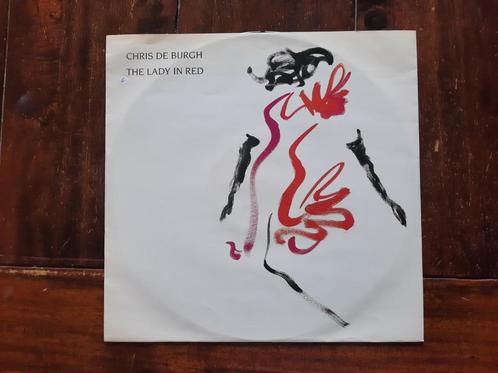 CHRIS DE BURGH
THE LADY IN RED